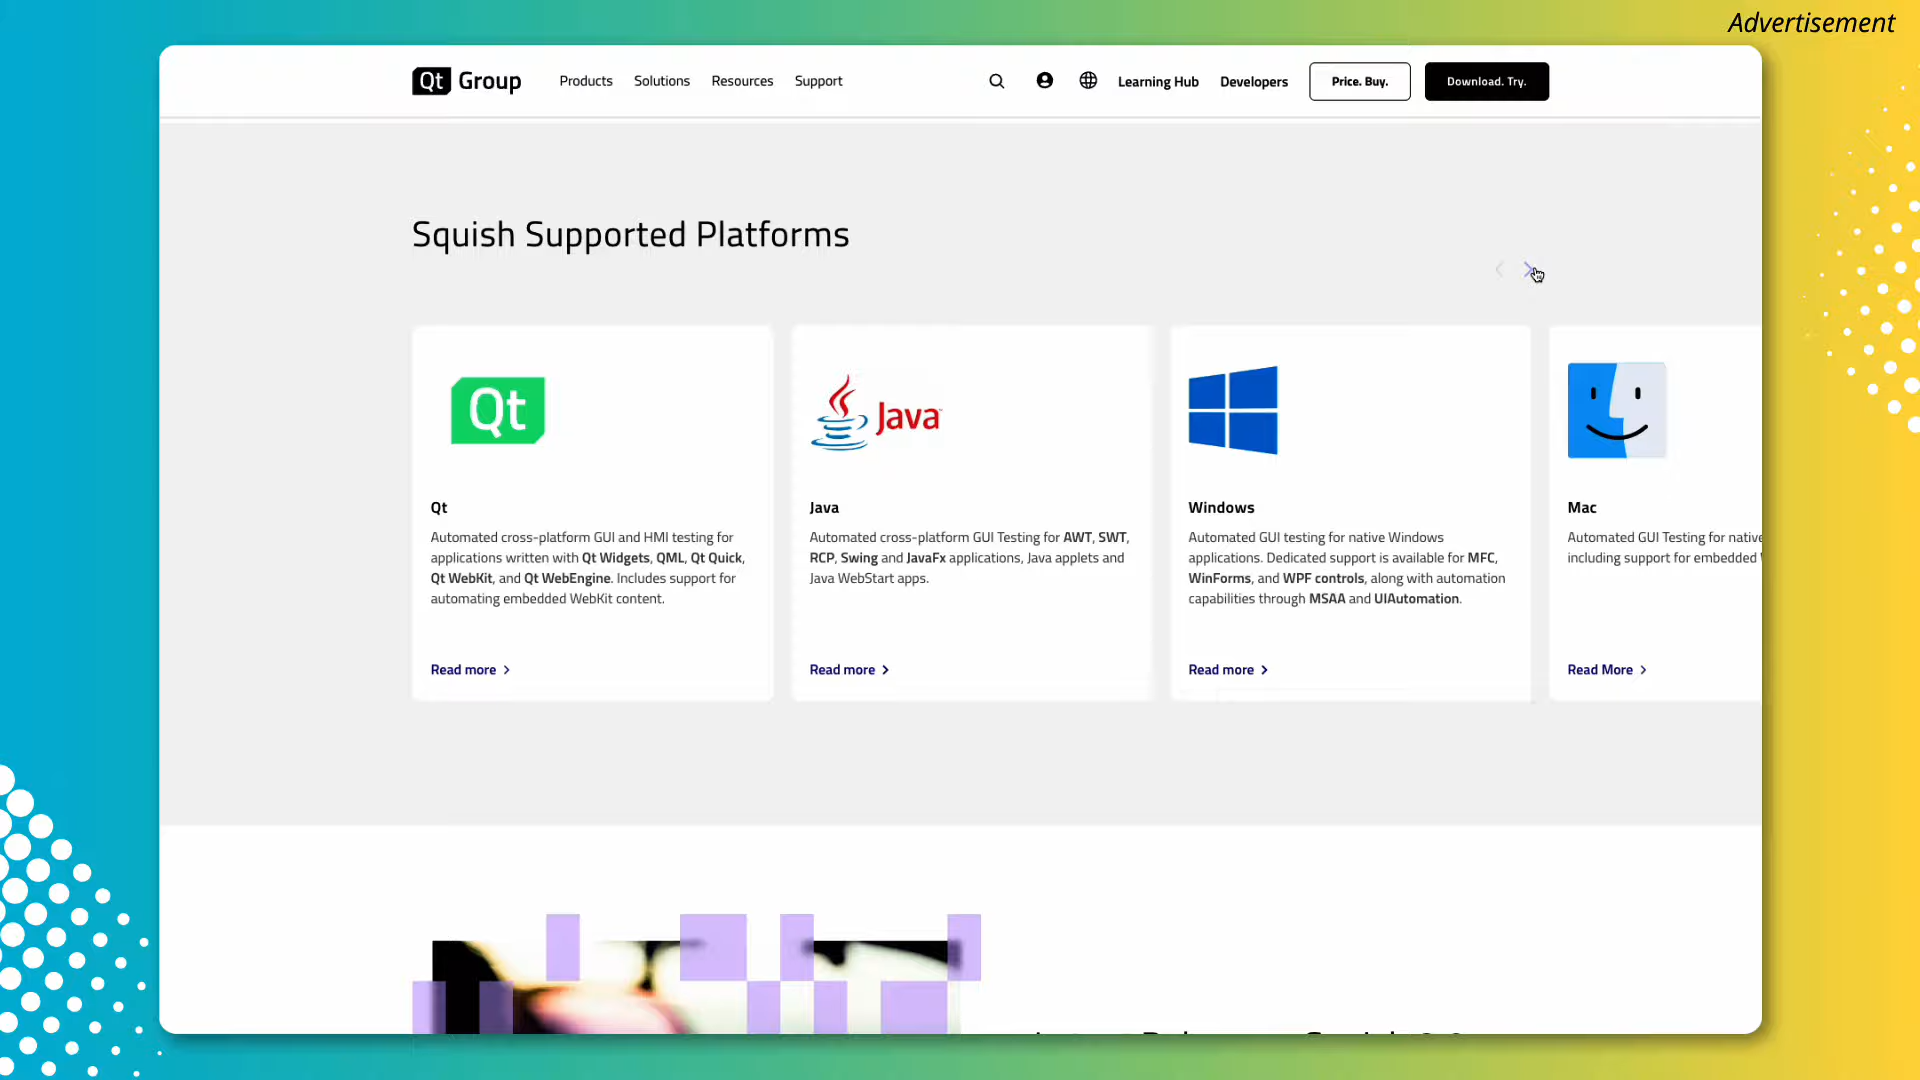 Advertisement
Qt Group
Products Solutions Resources Support Learning Hub Developers Price. Buy. Download. Try.
Squish Supported Platforms
Qt
Java
Qt
Automated cross-platform GUI and HMI testing for
applications written with Qt Widgets, QML, Qt Quick,
Qt WebKit, and Qt WebEngine. Includes support for
automating embedded WebKit content.
Read more
Java
Automated cross-platform GUI Testing for AWT, SWT,
RCP, Swing and JavaFx applications, Java applets and
Java WebStart apps.
Read more
Windows
Automated GUI testing for native Windows
applications. Dedicated support is available for MFC,
WinForms, and WPF controls, along with automation
capabilities through MSAA and UIAutomation.
Read more
Mac
Automated GUI Testing for native
including support for embedded
Read More